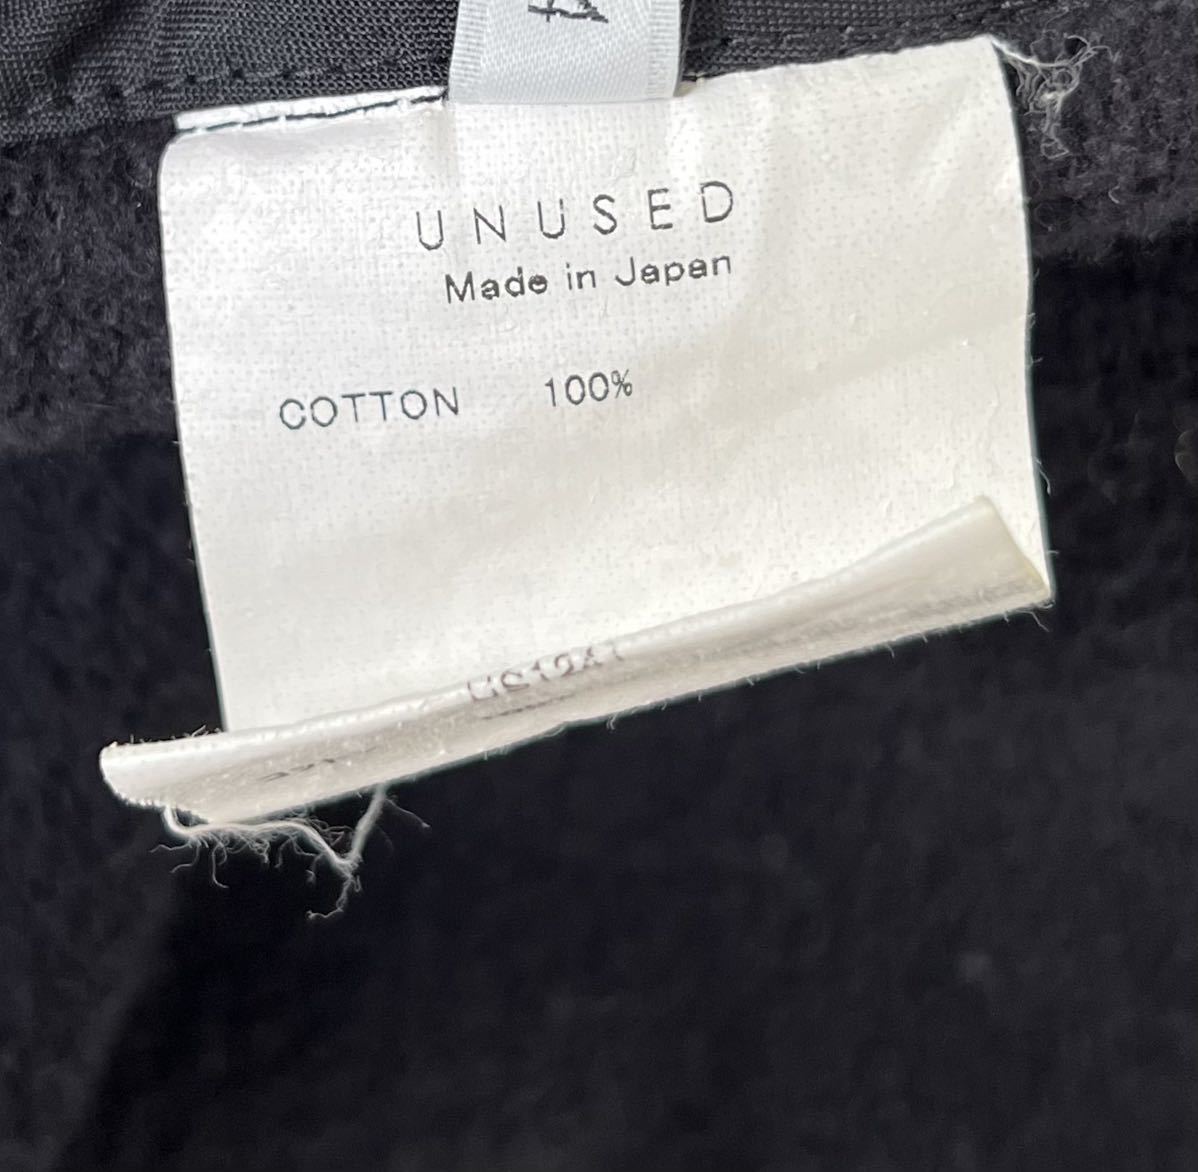 UNUSED
Made in Japan
COTTON 100%